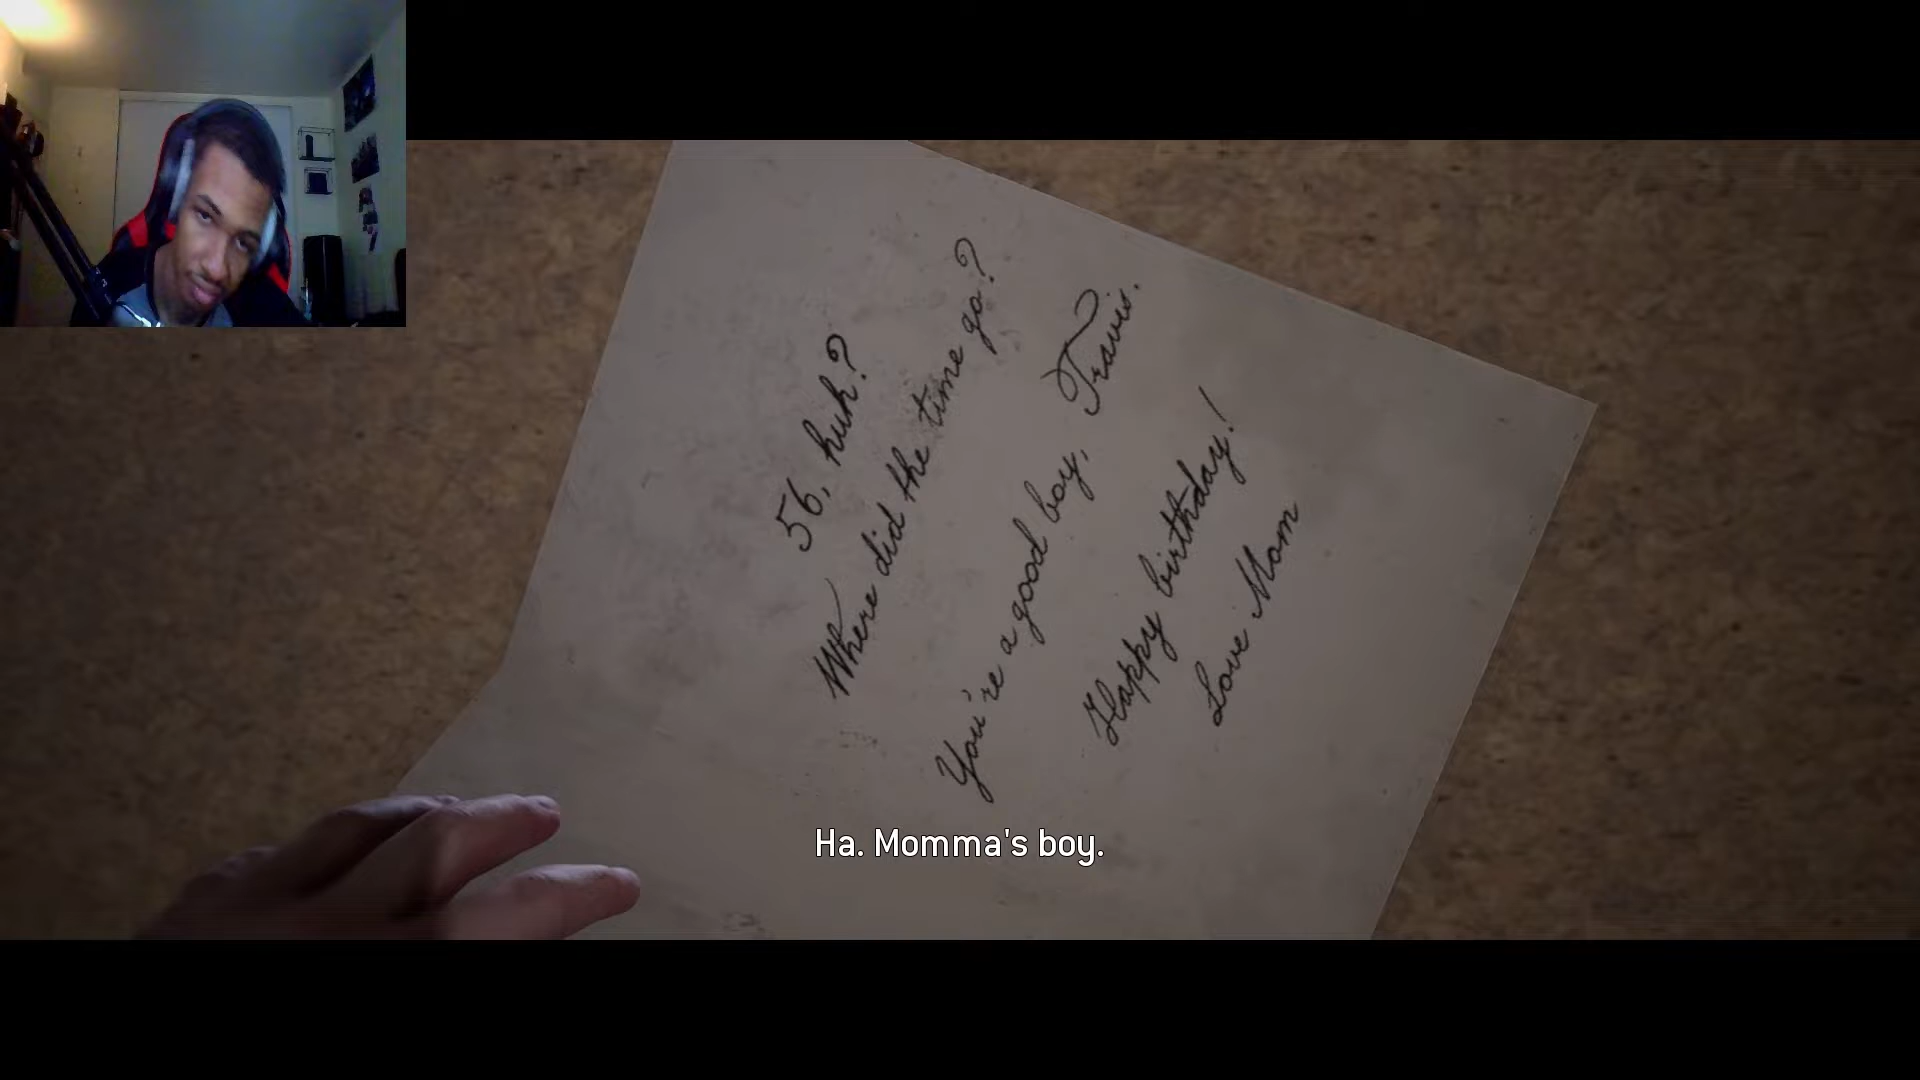 56, huh?
Where did the time go?
You're a good boy, Travis.
Happy birthday!
Love Mom
Ha. Momma's boy.